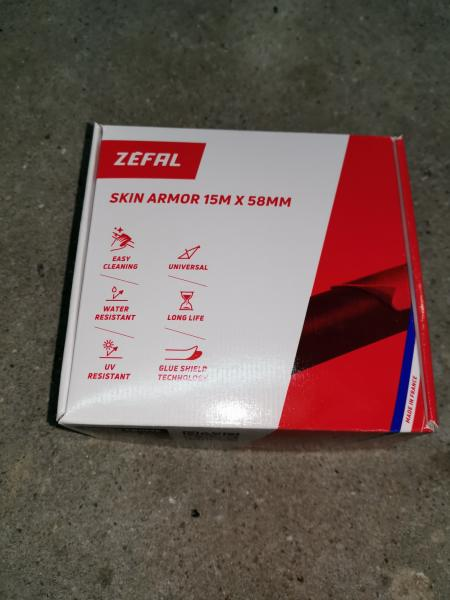 ZÉFAL
SKIN ARMOR 15M X 58MM
EASY
CLEANING
UNIVERSAL
WATER
RESISTANT
LONG LIFE
UV
RESISTANT
GLUE SHIELD
TECHNOLOGY
MADE IN FRANCE